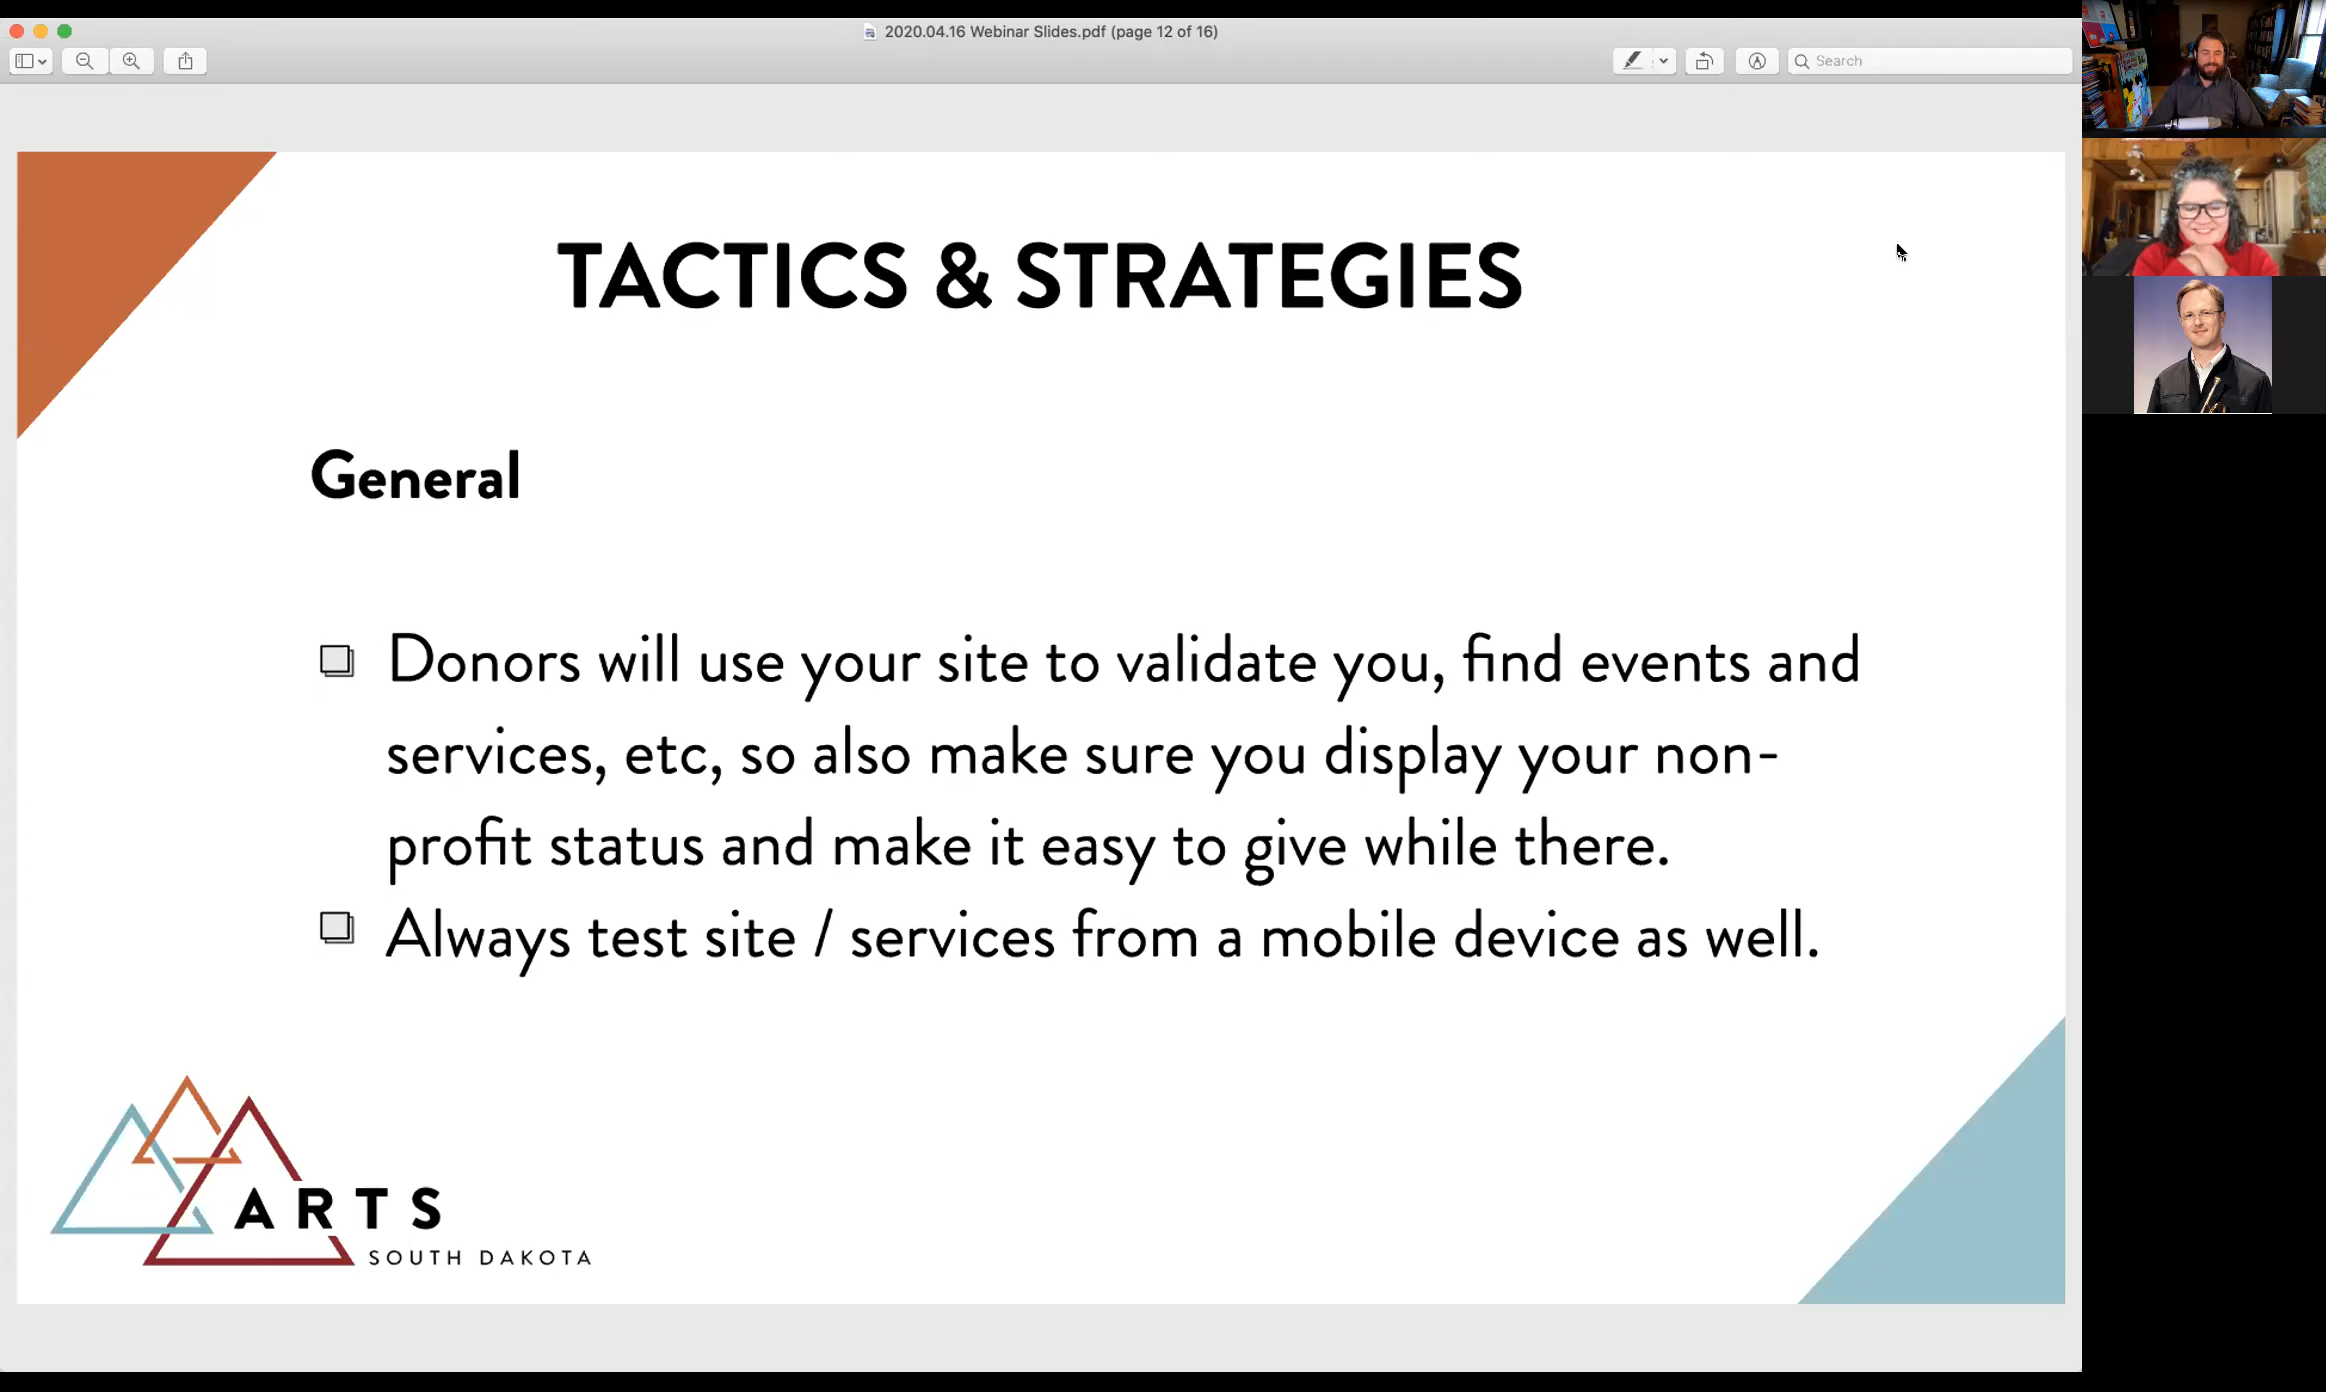 2020.04.16 Webinar Slides.pdf (page 12 of 16)
Search
TACTICS & STRATEGIES
General
Donors will use your site to validate you, find events and
services, etc, so also make sure you display your non-
profit status and make it easy to give while there.
Always test site / services from a mobile device as well.
ARTS
SOUTH DAKOTA